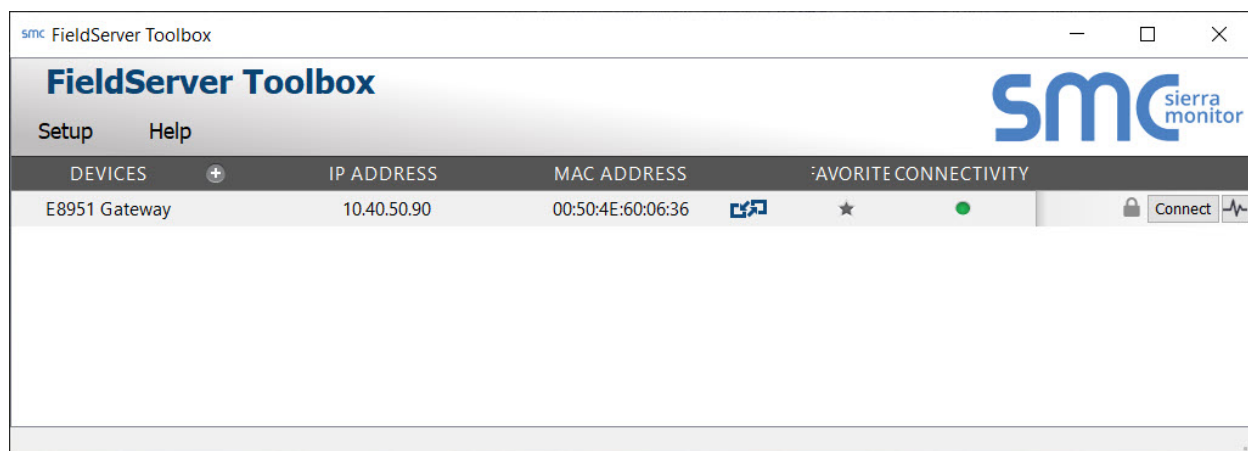 smc FieldServer Toolbox
FieldServer Toolbox
smc sierra monitor
Setup Help
DEVICES IP ADDRESS MAC ADDRESS FAVORITE CONNECTIVITY
E8951 Gateway 10.40.50.90 00:50:4E:60:06:36 Connect